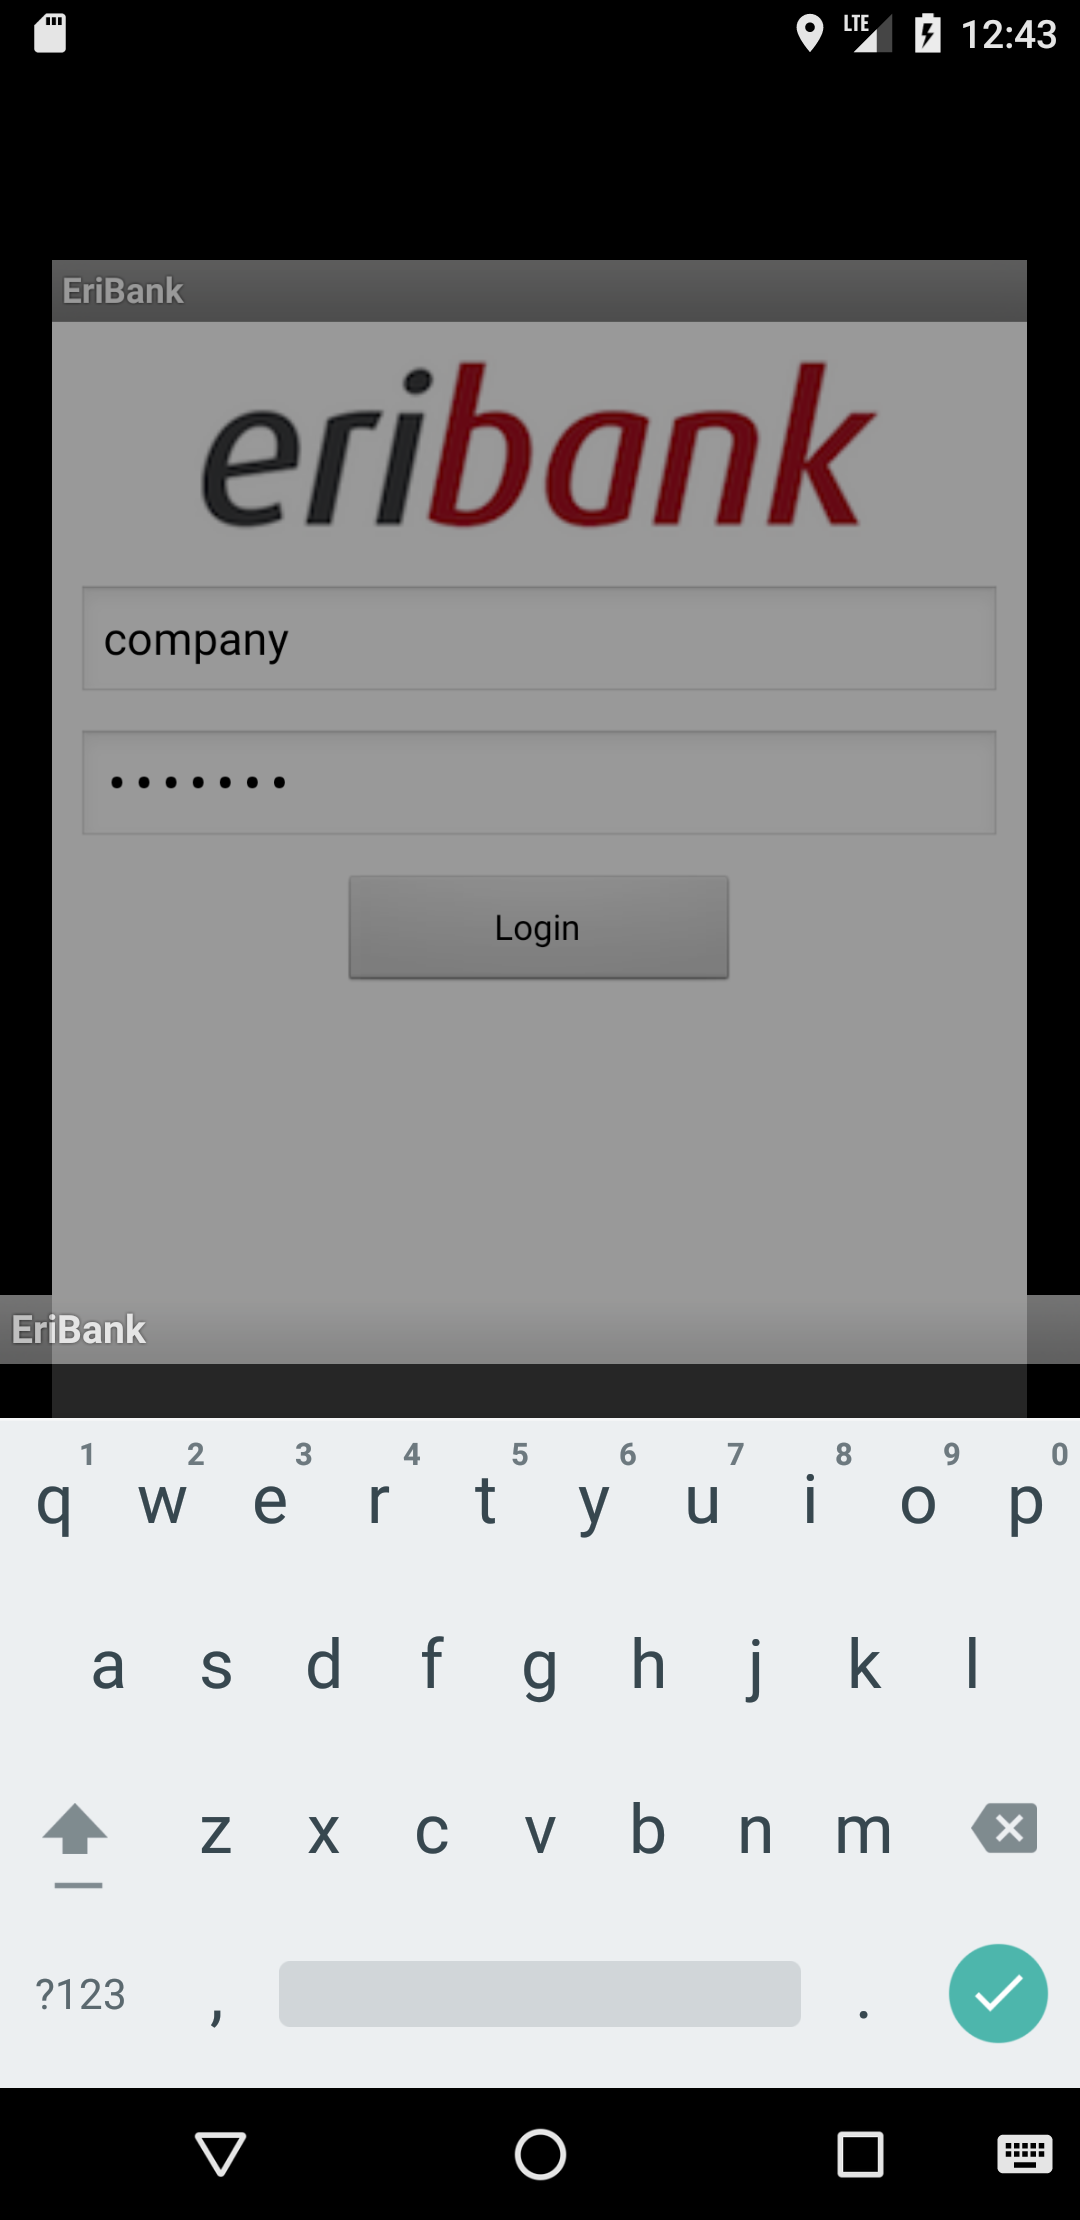 LTE 12:43
EriBank
eribank
company
•••••••
Login
EriBank
1 2 3 4 5 6 7 8 9 0
q w e r t y u i o p
a s d f g h j k l
z x c v b n m
?123 , .